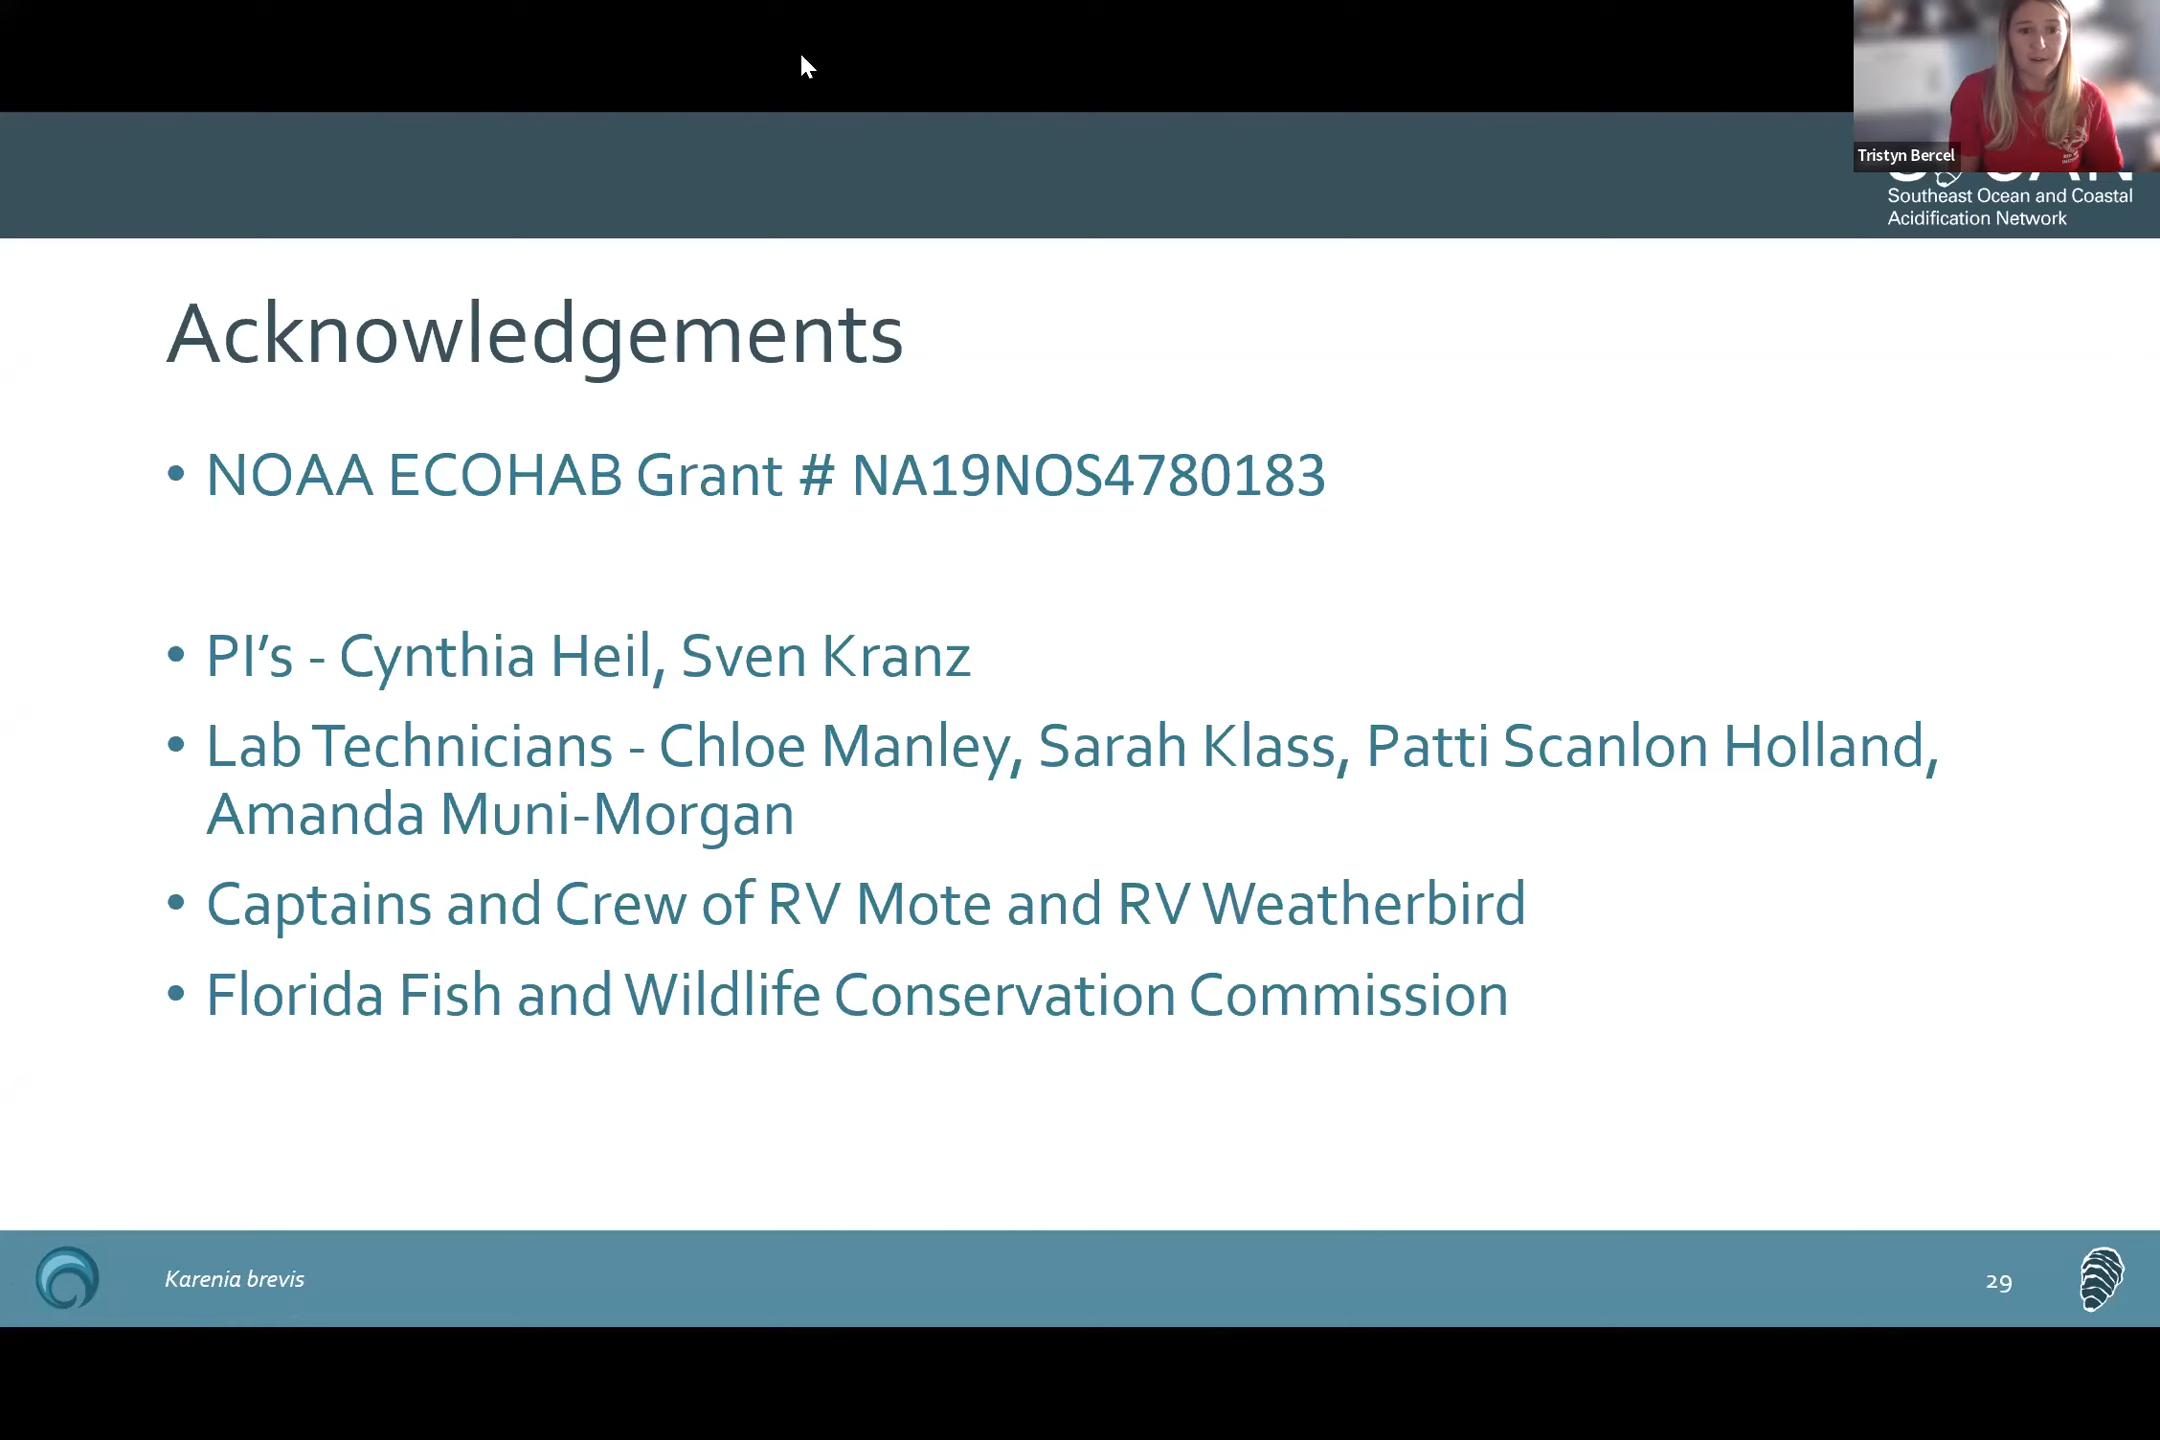 Tristyn Bercel
Southeast Ocean and Coastal
Acidification Network
Acknowledgements
• NOAA ECOHAB Grant # NA19NOS4780183
• PI’s - Cynthia Heil, Sven Kranz
• Lab Technicians - Chloe Manley, Sarah Klass, Patti Scanlon Holland,
Amanda Muni-Morgan
• Captains and Crew of RV Mote and RV Weatherbird
• Florida Fish and Wildlife Conservation Commission
Karenia brevis
29